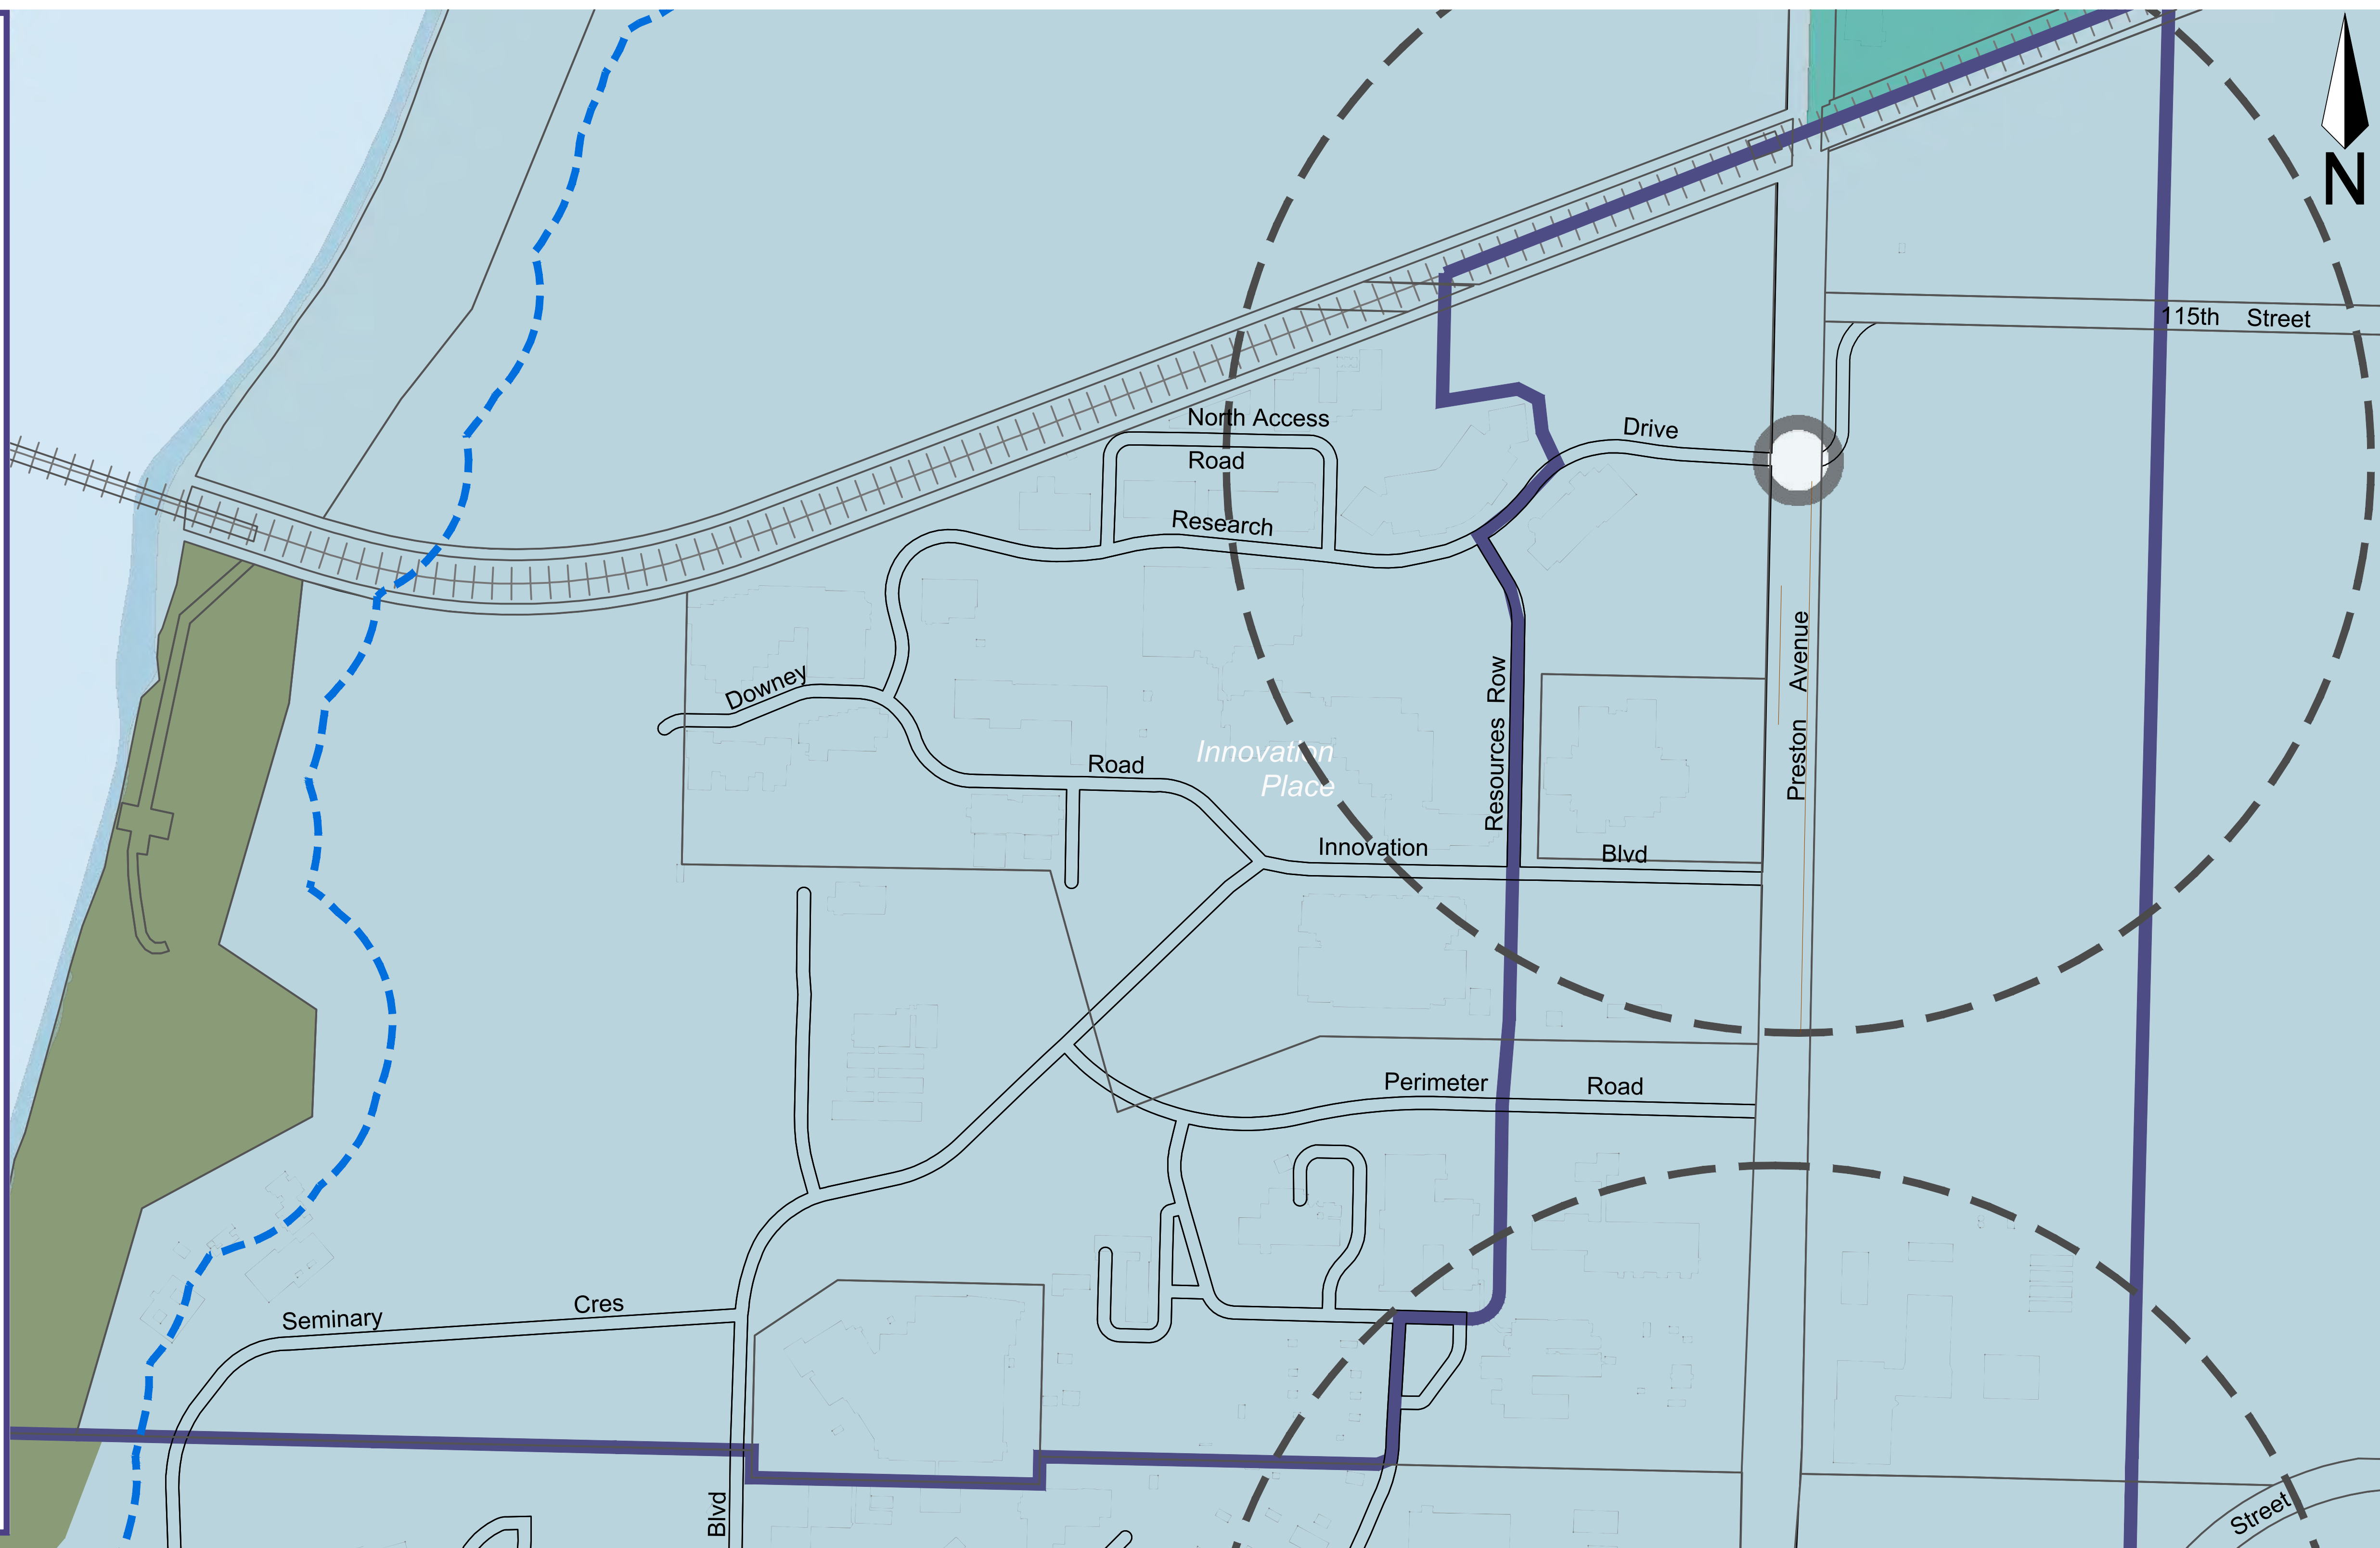 N
115th Street
North Access
Road
Drive
Research
Downey
Road
Innovation
Place
Resources Row
Preston Avenue
Innovation Blvd
Perimeter Road
Seminary Cres
Blvd
Street